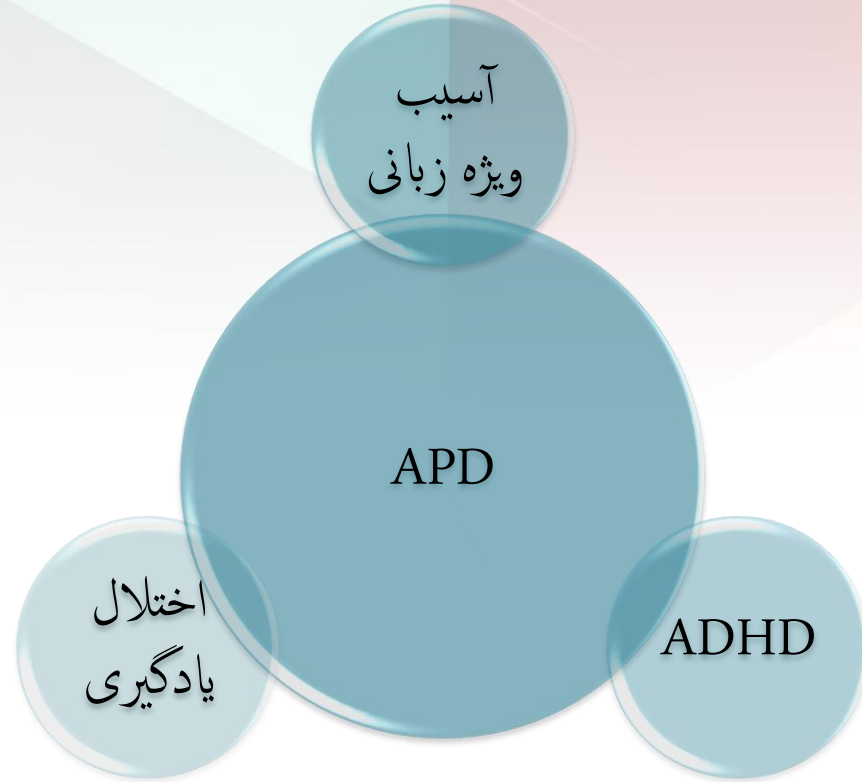 آسیب
ویژه زبانی
APD
اختلال
یادگیری
ADHD